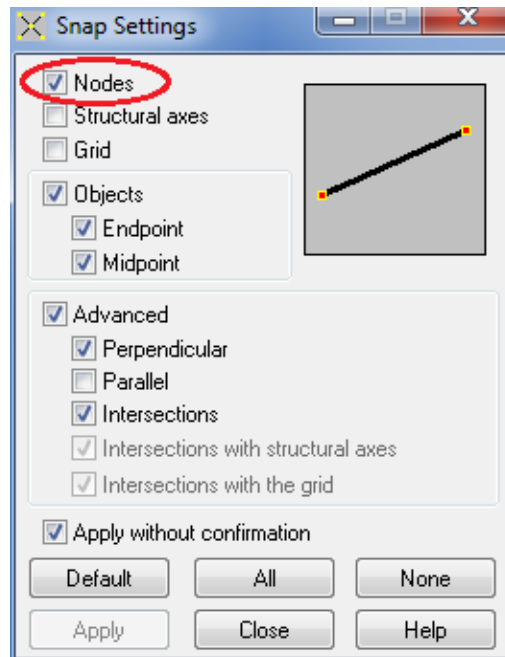 Snap Settings
Nodes
Structural axes
Grid
Objects
Endpoint
Midpoint
Advanced
Perpendicular
Parallel
Intersections
Intersections with structural axes
Intersections with the grid
Apply without confirmation
Default All None
Apply Close Help